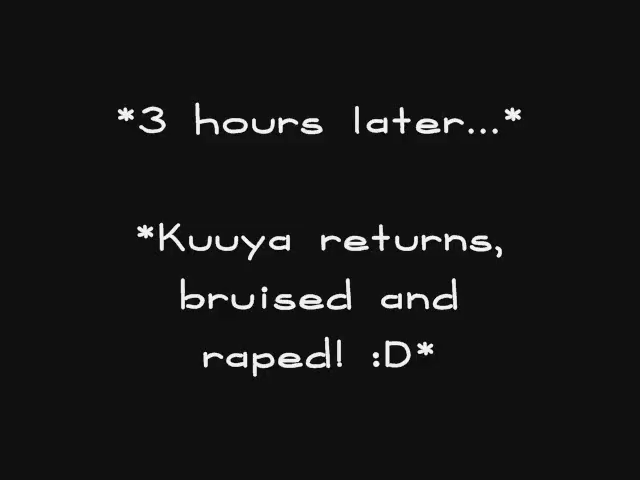 *3 hours later...*
*Kuuya returns,
bruised and
raped! :D*